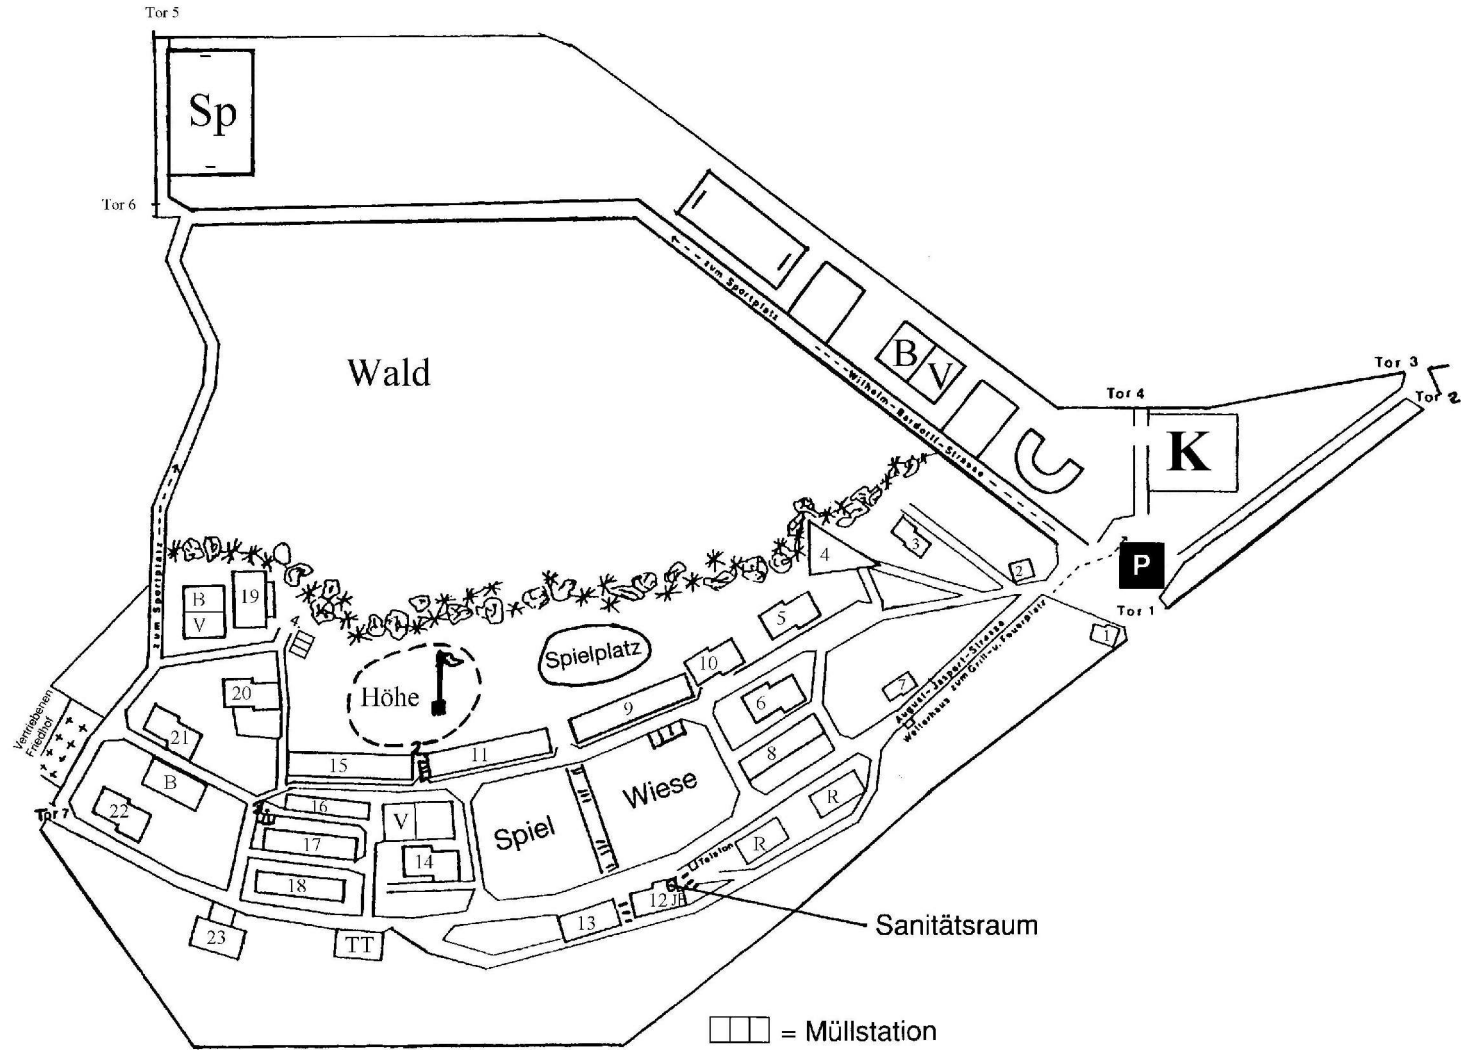 Tor 5
Sp
Tor 6
zum Sportplatz
Wald
B
V
Wilhelm-Bardorff-Strasse
Tor 3
Tor 2
Tor 4
K
P
Tor 1
zum Sportplatz
19
B
V
4
3
2
1
5
Spielplatz
10
Höhe
9
6
7
August-Jaspert-Strasse
zum Grill-u. Feuerplatz
Welterhaus
20
21
Vertriebenen
Friedhof
15
11
8
B
22
Tor 7
16
V
Spiel
Wiese
R
R
17
14
Telefon
18
12
JH
13
23
TT
Sanitätsraum
= Müllstation